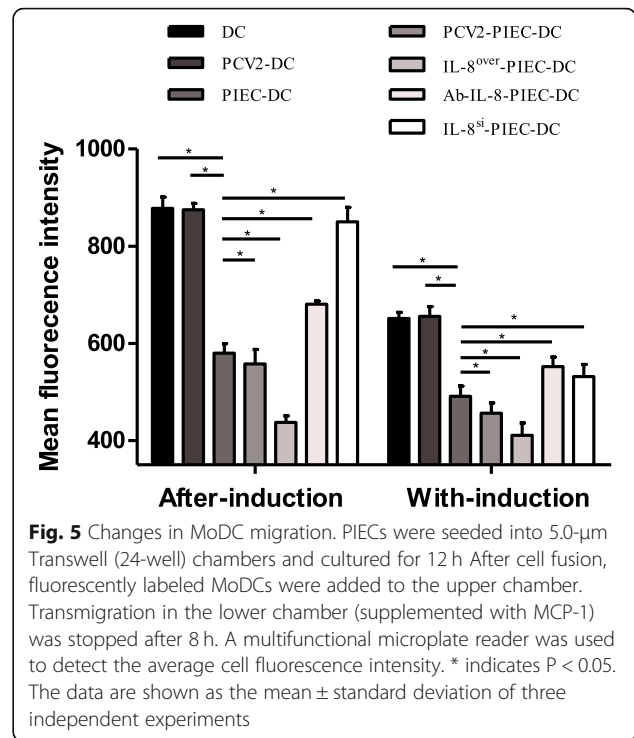 DC
PCV2-DC
PIEC-DC
PCV2-PIEC-DC
IL-8over-PIEC-DC
Ab-IL-8-PIEC-DC
IL-8si-PIEC-DC
Mean fluorecence intensity
1000
800
600
400
* * * * * *
* * * * * *
After-induction
With-induction
Fig. 5 Changes in MoDC migration. PIECs were seeded into 5.0-μm
Transwell (24-well) chambers and cultured for 12 h After cell fusion,
fluorescently labeled MoDCs were added to the upper chamber.
Transmigration in the lower chamber (supplemented with MCP-1)
was stopped after 8 h. A multifunctional microplate reader was used
to detect the average cell fluorescence intensity. * indicates P < 0.05.
The data are shown as the mean ± standard deviation of three
independent experiments